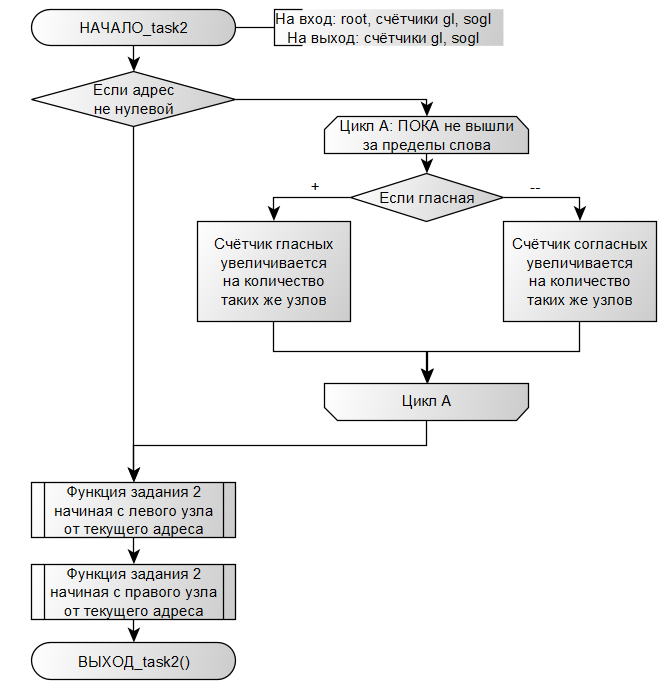 НАЧАЛО_task2
На вход: root, счётчики gl, sogl
На выход: счётчики gl, sogl
Если адрес
не нулевой
Цикл А: ПОКА не вышли
за пределы слова
Если гласная
+
--
Счётчик гласных
увеличивается
на количество
таких же узлов
Счётчик согласных
увеличивается
на количество
таких же узлов
Цикл А
Функция задания 2
начиная с левого узла
от текущего адреса
Функция задания 2
начиная с правого узла
от текущего адреса
ВЫХОД_task2()